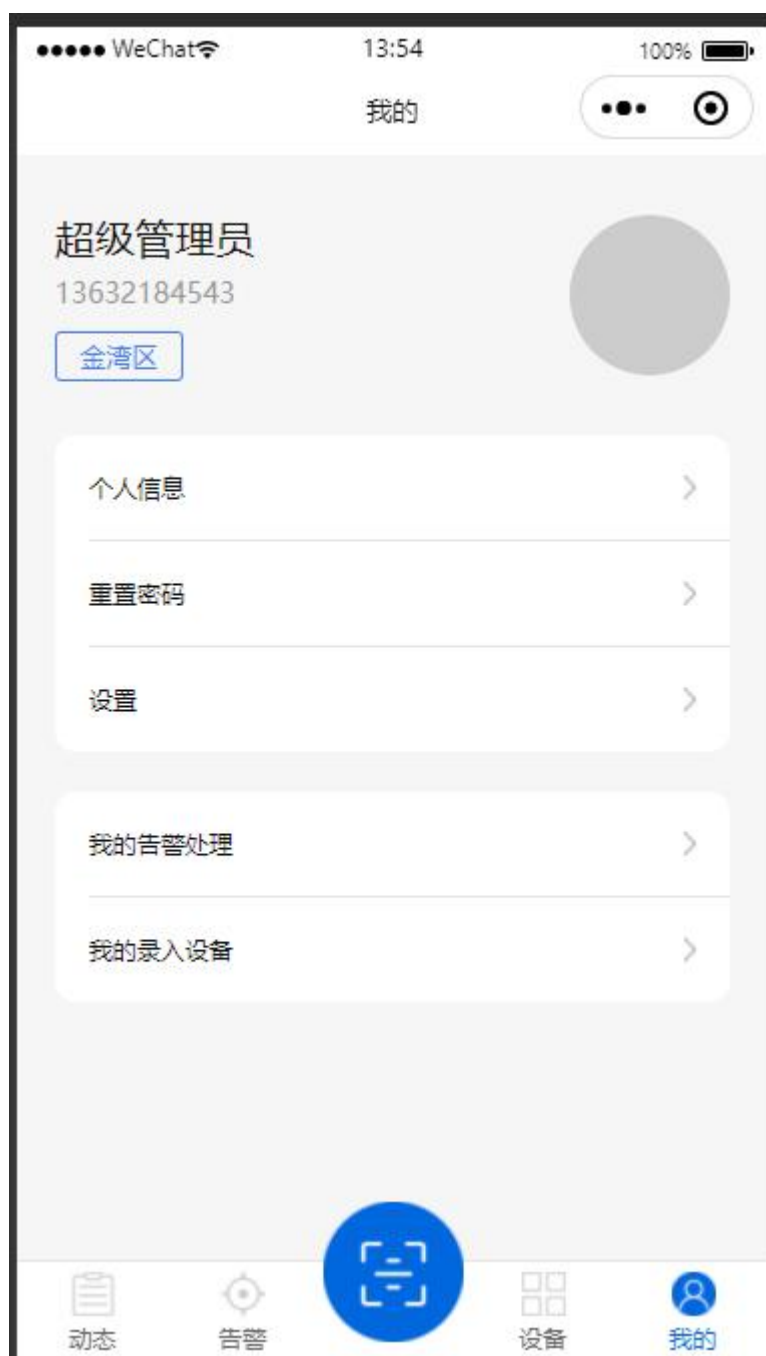 WeChat 13:54 100%
我的
超级管理员
13632184543
金湾区
个人信息
重置密码
设置
我的告警处理
我的录入设备
动态 告警 设备 我的